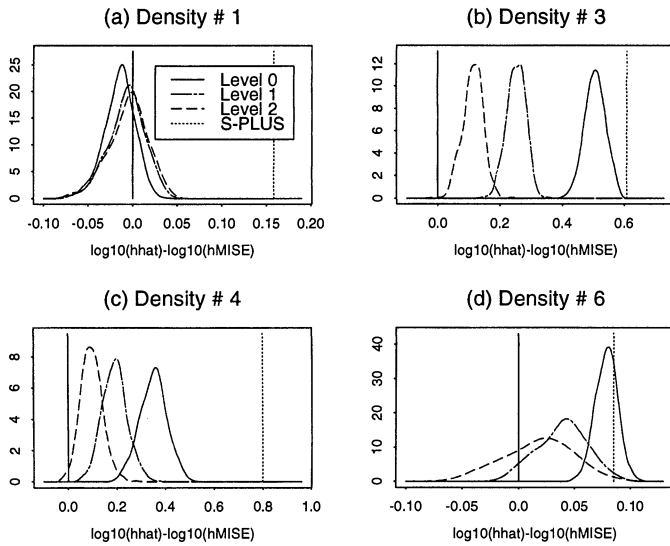 (a) Density # 1
25
20
15
10
5
0
Level 0
Level 1
Level 2
S-PLUS
-0.10 -0.05 0.0 0.05 0.10 0.15 0.20
log10(hhat)-log10(hMISE)
(b) Density # 3
12
10
8
6
4
2
0
0.0 0.2 0.4 0.6
log10(hhat)-log10(hMISE)
(c) Density # 4
8
6
4
2
0
0.0 0.2 0.4 0.6 0.8 1.0
log10(hhat)-log10(hMISE)
(d) Density # 6
40
30
20
10
0
-0.10 -0.05 0.0 0.05 0.10
log10(hhat)-log10(hMISE)